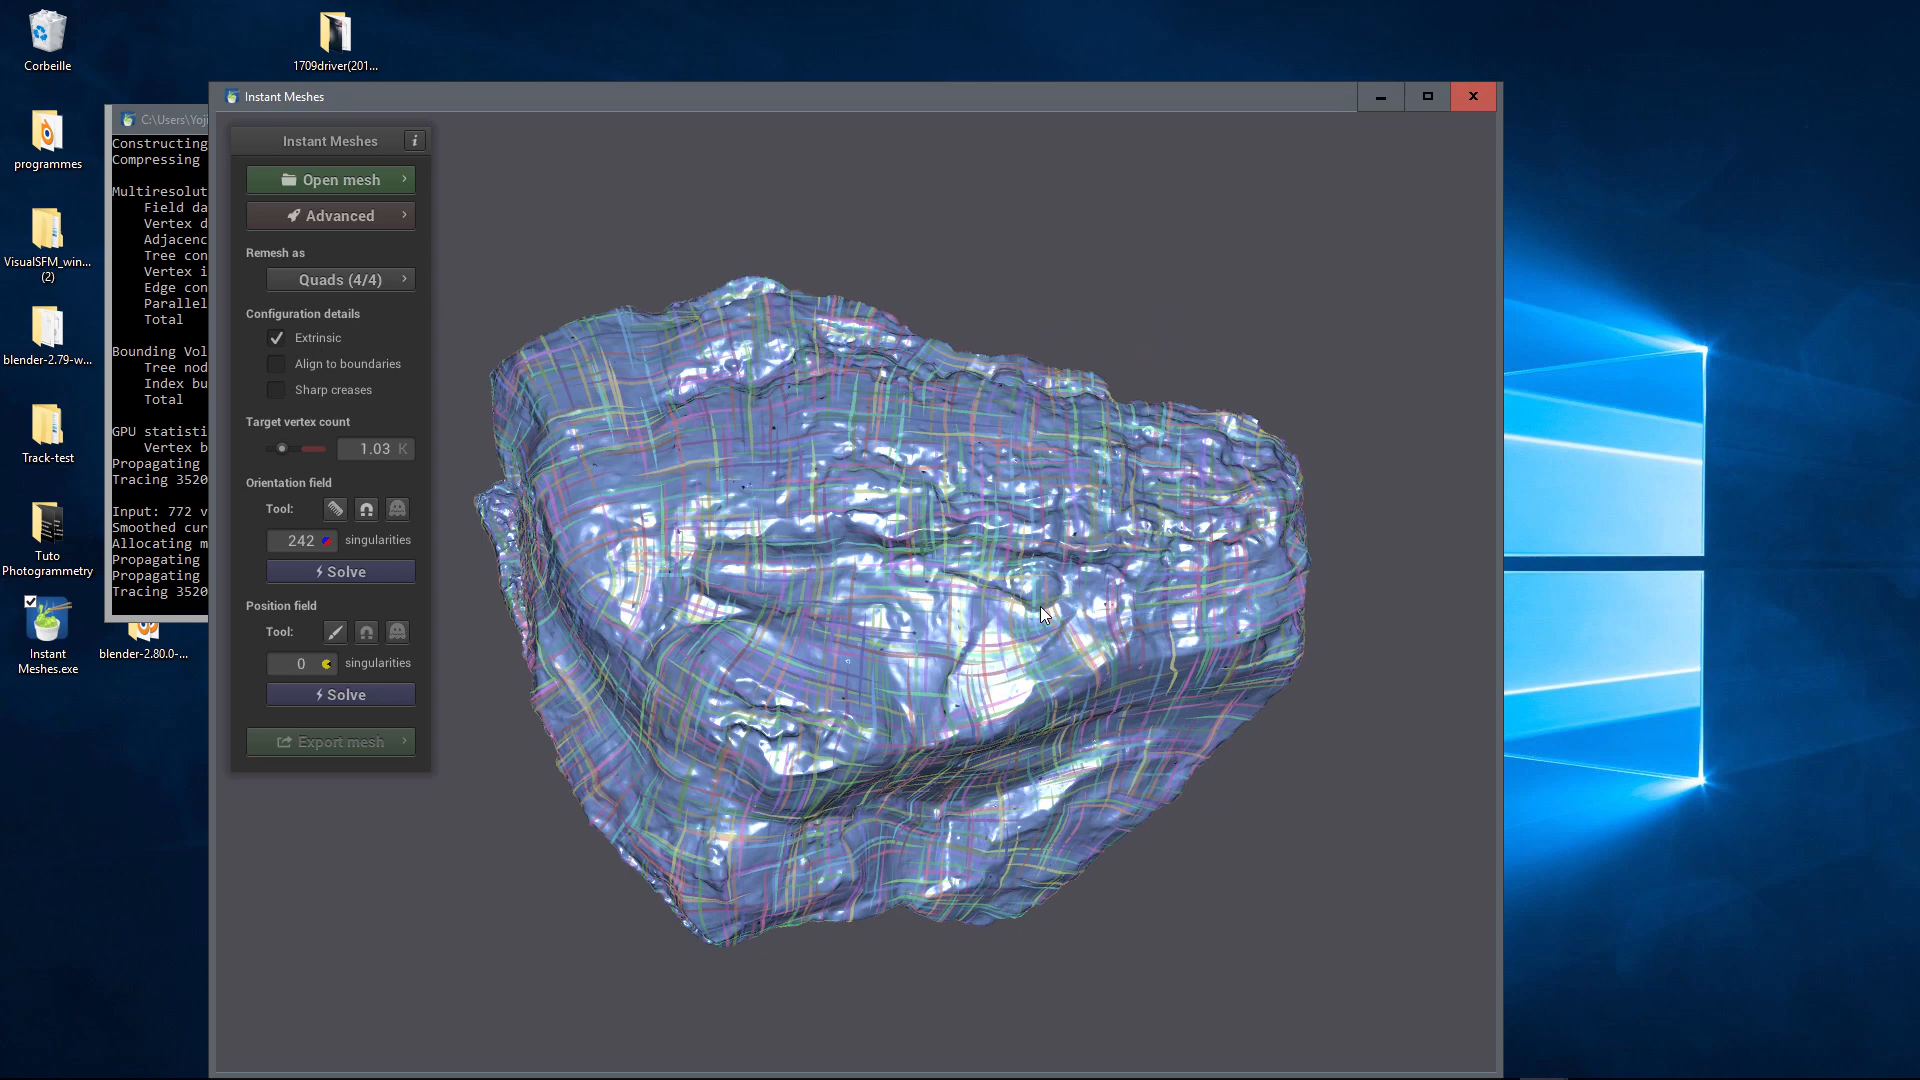 Corbeille
1709driver(201...
programmes
VisualSFM_win...
(2)
blender-2.79-w...
Track-test
Tuto
Photogrammetry
Instant
Meshes.exe
blender-2.80.0-...
C:\Users\Yoji
Constructing
Compressing
Multiresolut
Field da
Vertex d
Adjacenc
Tree con
Vertex i
Edge con
Parallel
Total
Bounding Vol
Tree nod
Index bu
Total
GPU statisti
Vertex b
Propagating
Tracing 3520
Input: 772 v
Smoothed cur
Allocating m
Propagating
Propagating
Tracing 3520
Instant Meshes
Instant Meshes
i
Open mesh
Advanced
Remesh as
Quads (4/4)
Configuration details
Extrinsic
Align to boundaries
Sharp creases
Target vertex count
1.03 K
Orientation field
Tool:
242 singularities
Solve
Position field
Tool:
0 singularities
Solve
Export mesh